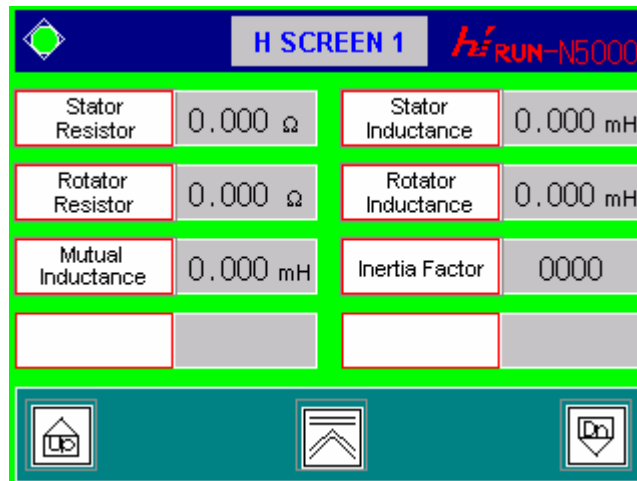 H SCREEN 1
hi RUN-N5000
Stator
Resistor
0.000 Ω
Stator
Inductance
0.000 mH
Rotator
Resistor
0.000 Ω
Rotator
Inductance
0.000 mH
Mutual
Inductance
0.000 mH
Inertia Factor
0000
Up
Dn